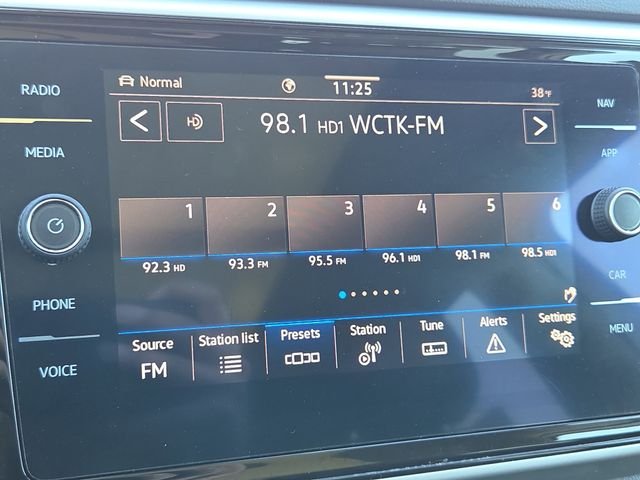 RADIO
MEDIA
PHONE
VOICE
Normal
11:25
38°F
98.1 HD1 WCTK-FM
1 2 3 4 5 6
92.3 HD 93.3 FM 95.5 FM 96.1 HD1 98.1 FM 98.5 HD1
Source Station list Presets Station Tune Alerts Settings
FM
NAV
APP
CAR
MENU